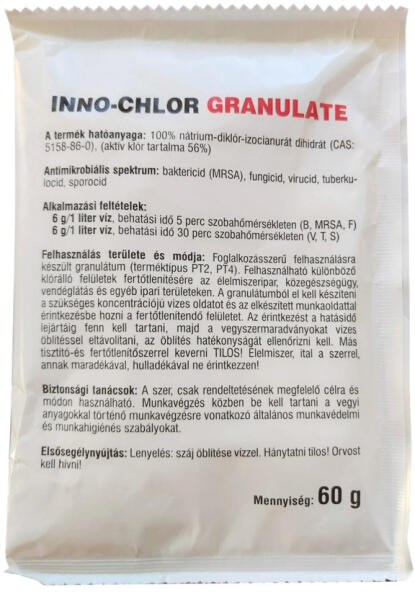 INNO-CHLOR GRANULATE
A termék hatóanyaga: 100% nátrium-diklór-izocianurát dihidrát (CAS:
5158-86-0), (aktív klór tartalma 56%)
Antimikrobiális spektrum: baktericid (MRSA), fungicid, virucid, tuberku-
locid, sporocid
Alkalmazási feltételek:
6 g/1 liter víz, behatási idő 5 perc szobahőmérsékleten (B, MRSA, F)
6 g/1 liter víz, behatási idő 30 perc szobahőmérsékleten (V, T, S)
Felhasználás területe és módja: Foglalkozásszerű felhasználásra
készült granulátum (terméktípus PT2, PT4). Felhasználható különböző
klórálló felületek fertőtlenítésére az élelmiszeripar, közegészségügy,
vendéglátás és egyéb ipari területeken. A granulátumból el kell készíteni
a szükséges koncentrációjú vizes oldatot és az elkészített munkaoldattal
érintkezésbe hozni a fertőtlenítendő felületet. Az érintkezést a hatásidő
lejártáig fenn kell tartani, majd a vegyszermaradványokat vizes
öblítéssel eltávolítani, az öblítés hatékonyságát ellenőrizni kell. Más
tisztító-és fertőtlenítőszerrel keverni TILOS! Élelmiszer, ital a szerrel,
annak maradékával, hulladékával ne érintkezzen!
Biztonsági tanácsok: A szer, csak rendeltetésének megfelelő célra és
módon használható. Munkavégzés közben be kell tartani a vegyi
anyagokkal történő munkavégzésre vonatkozó általános munkavédelmi
és munkahigiénés szabályokat.
Elsősegélynyújtás: Lenyelés: száj öblítése vízzel. Hánytatni tilos! Orvost
kell hívni!
Mennyiség: 60 g